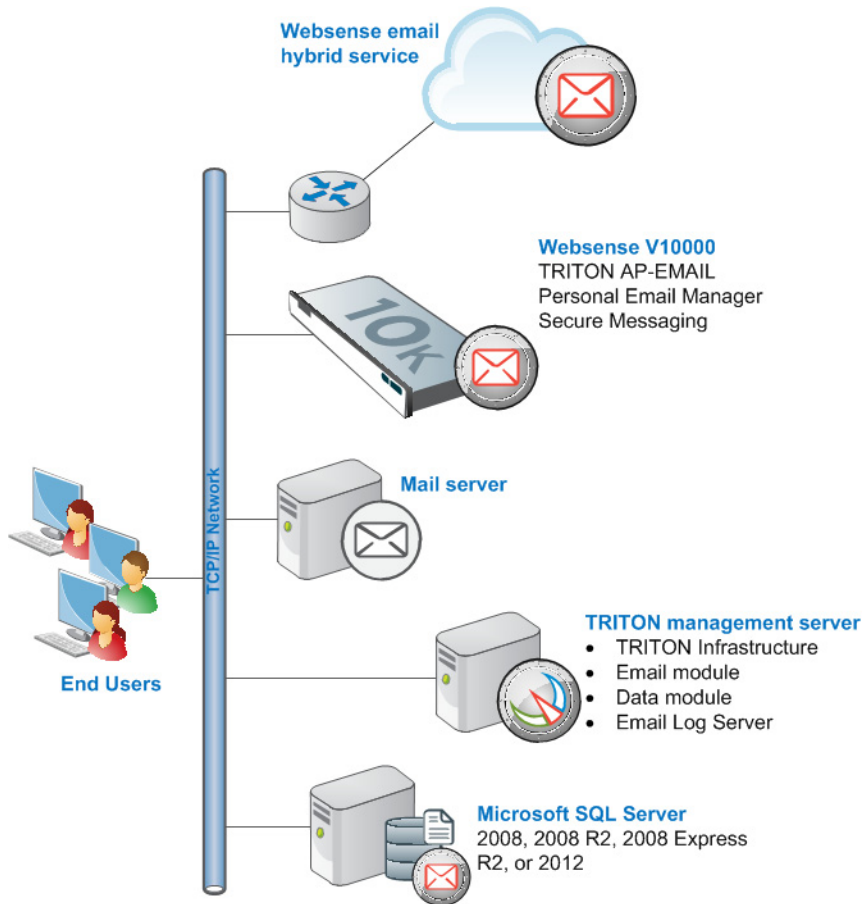 Websense email
hybrid service
Websense V10000
TRITON AP-EMAIL
Personal Email Manager
Secure Messaging
10K
Mail server
TCP/IP Network
End Users
TRITON management server
• TRITON Infrastructure
• Email module
• Data module
• Email Log Server
Microsoft SQL Server
2008, 2008 R2, 2008 Express
R2, or 2012